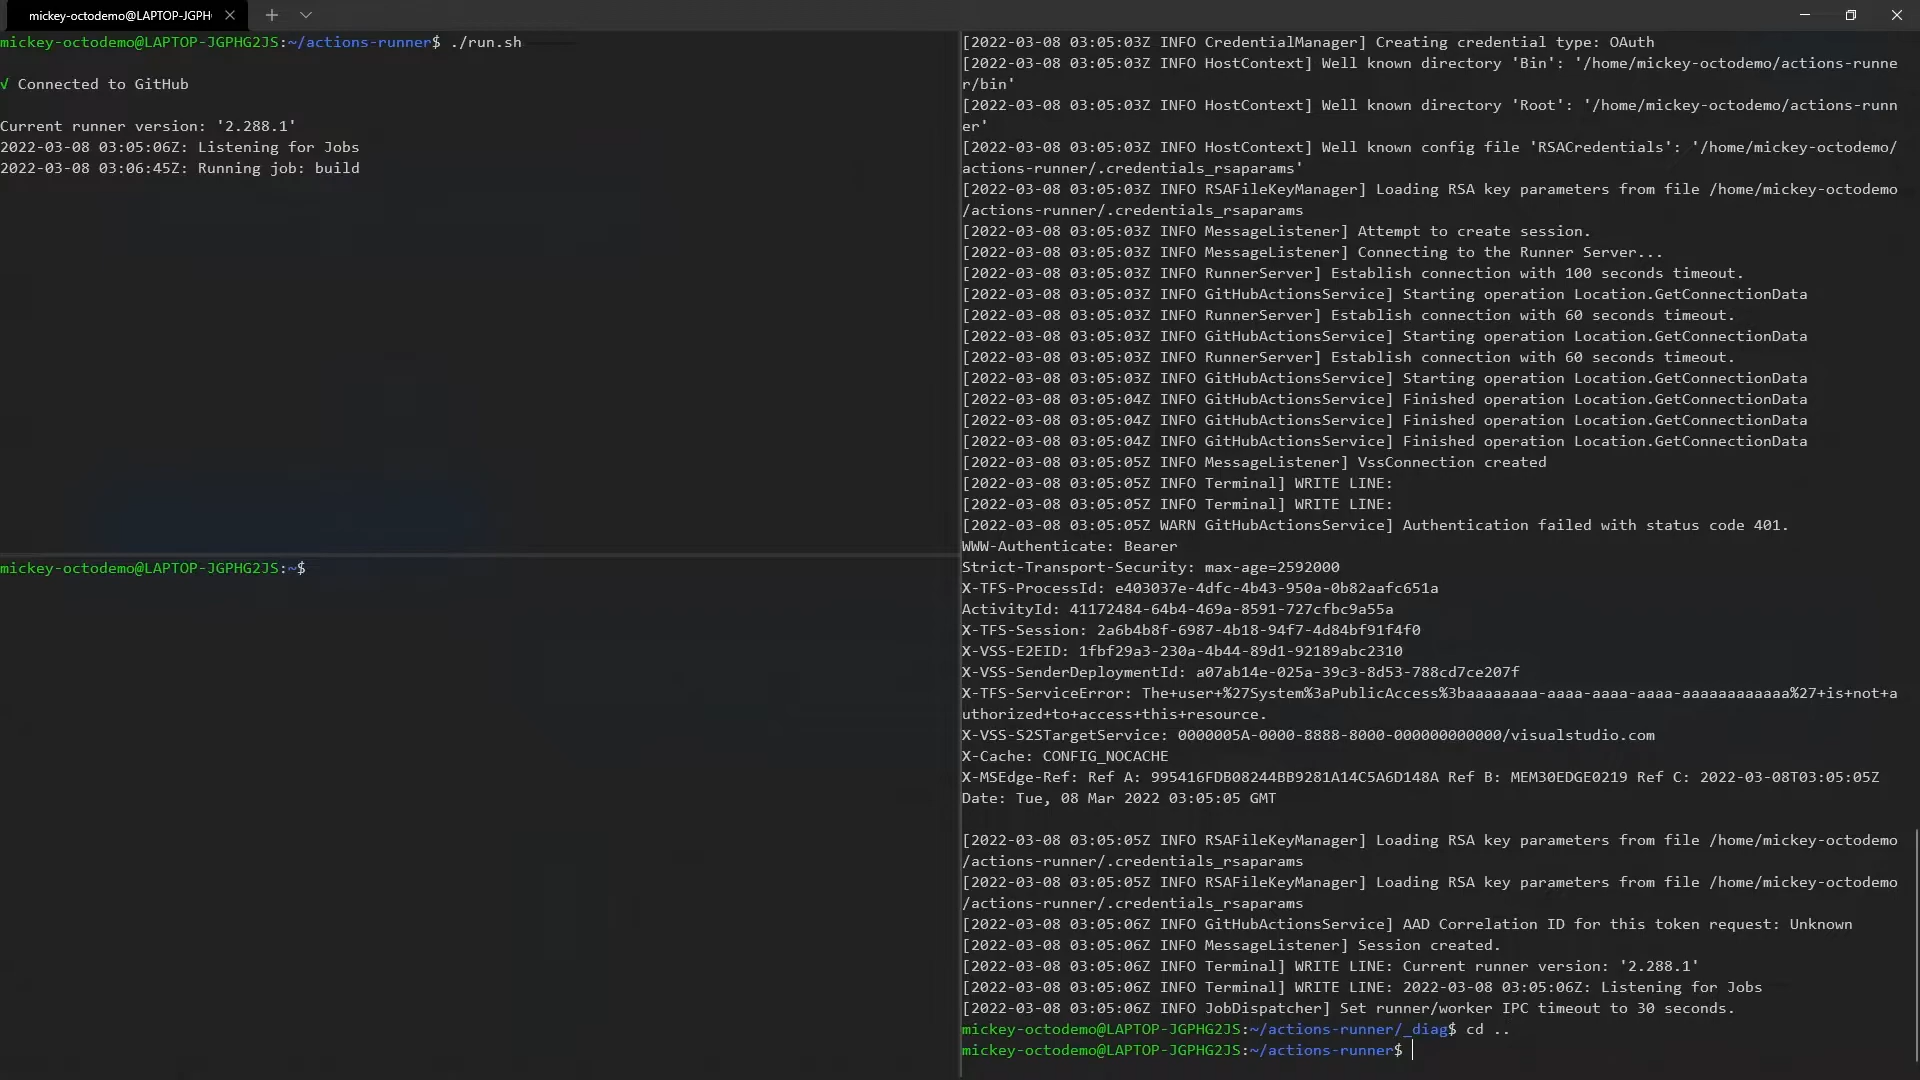 mickey-octodemo@LAPTOP-JGPH
mickey-octodemo@LAPTOP-JGPHG2JS:~/actions-runner$ ./run.sh
√ Connected to GitHub
Current runner version: '2.288.1'
2022-03-08 03:05:06Z: Listening for Jobs
2022-03-08 03:06:45Z: Running job: build
mickey-octodemo@LAPTOP-JGPHG2JS:~$
[2022-03-08 03:05:03Z INFO CredentialManager] Creating credential type: OAuth
[2022-03-08 03:05:03Z INFO HostContext] Well known directory 'Bin': '/home/mickey-octodemo/actions-runne
r/bin'
[2022-03-08 03:05:03Z INFO HostContext] Well known directory 'Root': '/home/mickey-octodemo/actions-runn
er'
[2022-03-08 03:05:03Z INFO HostContext] Well known config file 'RSACredentials': '/home/mickey-octodemo/
actions-runner/.credentials_rsaparams'
[2022-03-08 03:05:03Z INFO RSAFileKeyManager] Loading RSA key parameters from file /home/mickey-octodemo
/actions-runner/.credentials_rsaparams
[2022-03-08 03:05:03Z INFO MessageListener] Attempt to create session.
[2022-03-08 03:05:03Z INFO MessageListener] Connecting to the Runner Server...
[2022-03-08 03:05:03Z INFO RunnerServer] Establish connection with 100 seconds timeout.
[2022-03-08 03:05:03Z INFO GitHubActionsService] Starting operation Location.GetConnectionData
[2022-03-08 03:05:03Z INFO RunnerServer] Establish connection with 60 seconds timeout.
[2022-03-08 03:05:03Z INFO GitHubActionsService] Starting operation Location.GetConnectionData
[2022-03-08 03:05:03Z INFO RunnerServer] Establish connection with 60 seconds timeout.
[2022-03-08 03:05:03Z INFO GitHubActionsService] Starting operation Location.GetConnectionData
[2022-03-08 03:05:04Z INFO GitHubActionsService] Finished operation Location.GetConnectionData
[2022-03-08 03:05:04Z INFO GitHubActionsService] Finished operation Location.GetConnectionData
[2022-03-08 03:05:04Z INFO GitHubActionsService] Finished operation Location.GetConnectionData
[2022-03-08 03:05:05Z INFO MessageListener] VssConnection created
[2022-03-08 03:05:05Z INFO Terminal] WRITE LINE:
[2022-03-08 03:05:05Z INFO Terminal] WRITE LINE:
[2022-03-08 03:05:05Z WARN GitHubActionsService] Authentication failed with status code 401.
WWW-Authenticate: Bearer
Strict-Transport-Security: max-age=2592000
X-TFS-ProcessId: e403037e-4dfc-4b43-950a-0b82aafc651a
ActivityId: 41172484-64b4-469a-8591-727cfbc9a55a
X-TFS-Session: 2a6b4b8f-6987-4b18-94f7-4d84bf91f4f0
X-VSS-E2EID: 1fbf29a3-230a-4b44-89d1-92189abc2310
X-VSS-SenderDeploymentId: a07ab14e-025a-39c3-8d53-788cd7ce207f
X-TFS-ServiceError: The+user+%27System%3aPublicAccess%3baaaaaaaa-aaaa-aaaa-aaaa-aaaaaaaaaaaa%27+is+not+a
uthorized+to+access+this+resource.
X-VSS-S2STargetService: 0000005A-0000-8888-8000-000000000000/visualstudio.com
X-Cache: CONFIG_NOCACHE
X-MSEdge-Ref: Ref A: 995416FDB08244BB9281A14C5A6D148A Ref B: MEM30EDGE0219 Ref C: 2022-03-08T03:05:05Z
Date: Tue, 08 Mar 2022 03:05:05 GMT
[2022-03-08 03:05:05Z INFO RSAFileKeyManager] Loading RSA key parameters from file /home/mickey-octodemo
/actions-runner/.credentials_rsaparams
[2022-03-08 03:05:05Z INFO RSAFileKeyManager] Loading RSA key parameters from file /home/mickey-octodemo
/actions-runner/.credentials_rsaparams
[2022-03-08 03:05:06Z INFO GitHubActionsService] AAD Correlation ID for this token request: Unknown
[2022-03-08 03:05:06Z INFO MessageListener] Session created.
[2022-03-08 03:05:06Z INFO Terminal] WRITE LINE: Current runner version: '2.288.1'
[2022-03-08 03:05:06Z INFO Terminal] WRITE LINE: 2022-03-08 03:05:06Z: Listening for Jobs
[2022-03-08 03:05:06Z INFO JobDispatcher] Set runner/worker IPC timeout to 30 seconds.
mickey-octodemo@LAPTOP-JGPHG2JS:~/actions-runner/_diag$ cd ..
mickey-octodemo@LAPTOP-JGPHG2JS:~/actions-runner$